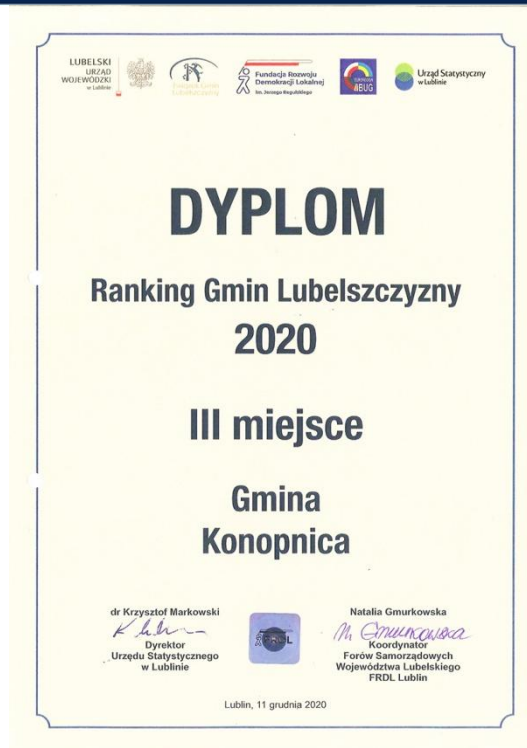 LUBELSKI
URZĄD
WOJEWÓDZKI
w Lublinie
Fundacja Rozwoju
Demokracji Lokalnej
im. Jerzego Regulskiego
Urząd Statystyczny
w Lublinie
DYPLOM
Ranking Gmin Lubelszczyzny
2020
III miejsce
Gmina
Konopnica
dr Krzysztof Markowski
Dyrektor
Urzędu Statystycznego
w Lublinie
FRDL
Natalia Gmurkowska
M. Gmurkowska
Koordynator
Forów Samorządowych
Województwa Lubelskiego
FRDL Lublin
Lublin, 11 grudnia 2020